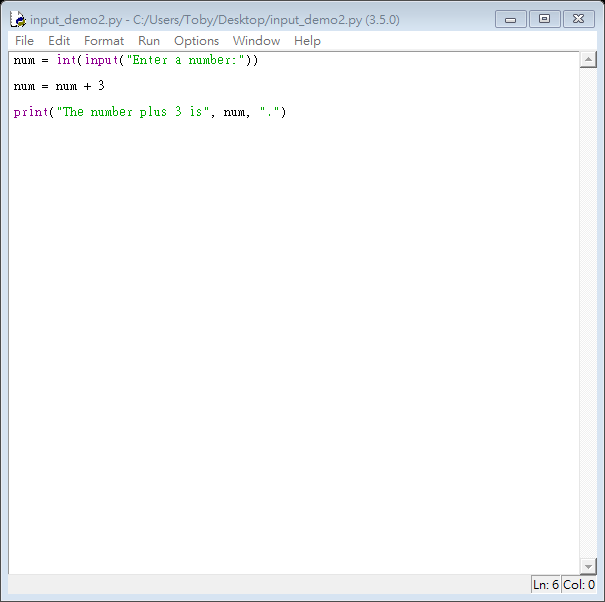 input_demo2.py - C:/Users/Toby/Desktop/input_demo2.py (3.5.0)
File Edit Format Run Options Window Help
num = int(input("Enter a number:"))
num = num + 3
print("The number plus 3 is", num, ".")
Ln: 6 Col: 0